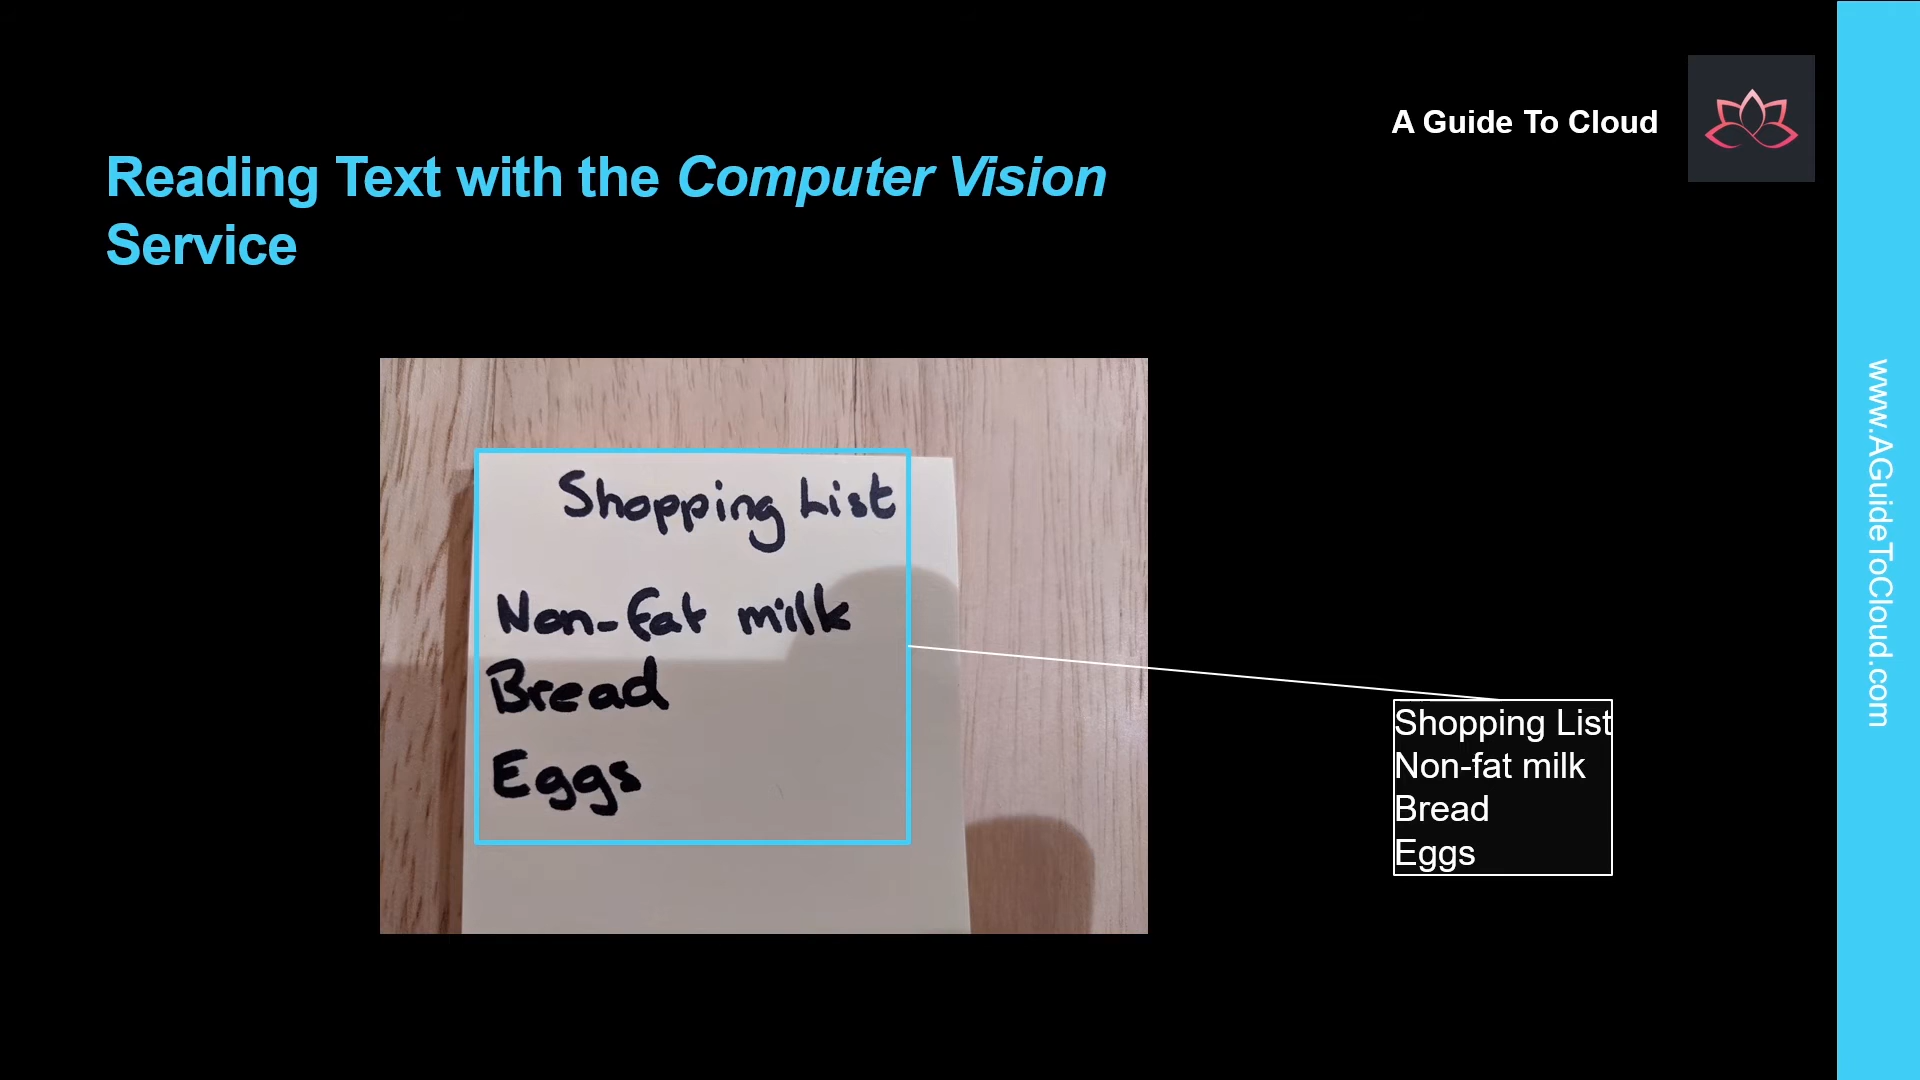 A Guide To Cloud
Reading Text with the Computer Vision
Service
Shopping List
Non-fat milk
Bread
Eggs
Shopping List
Non-fat milk
Bread
Eggs
www.AGuideToCloud.com